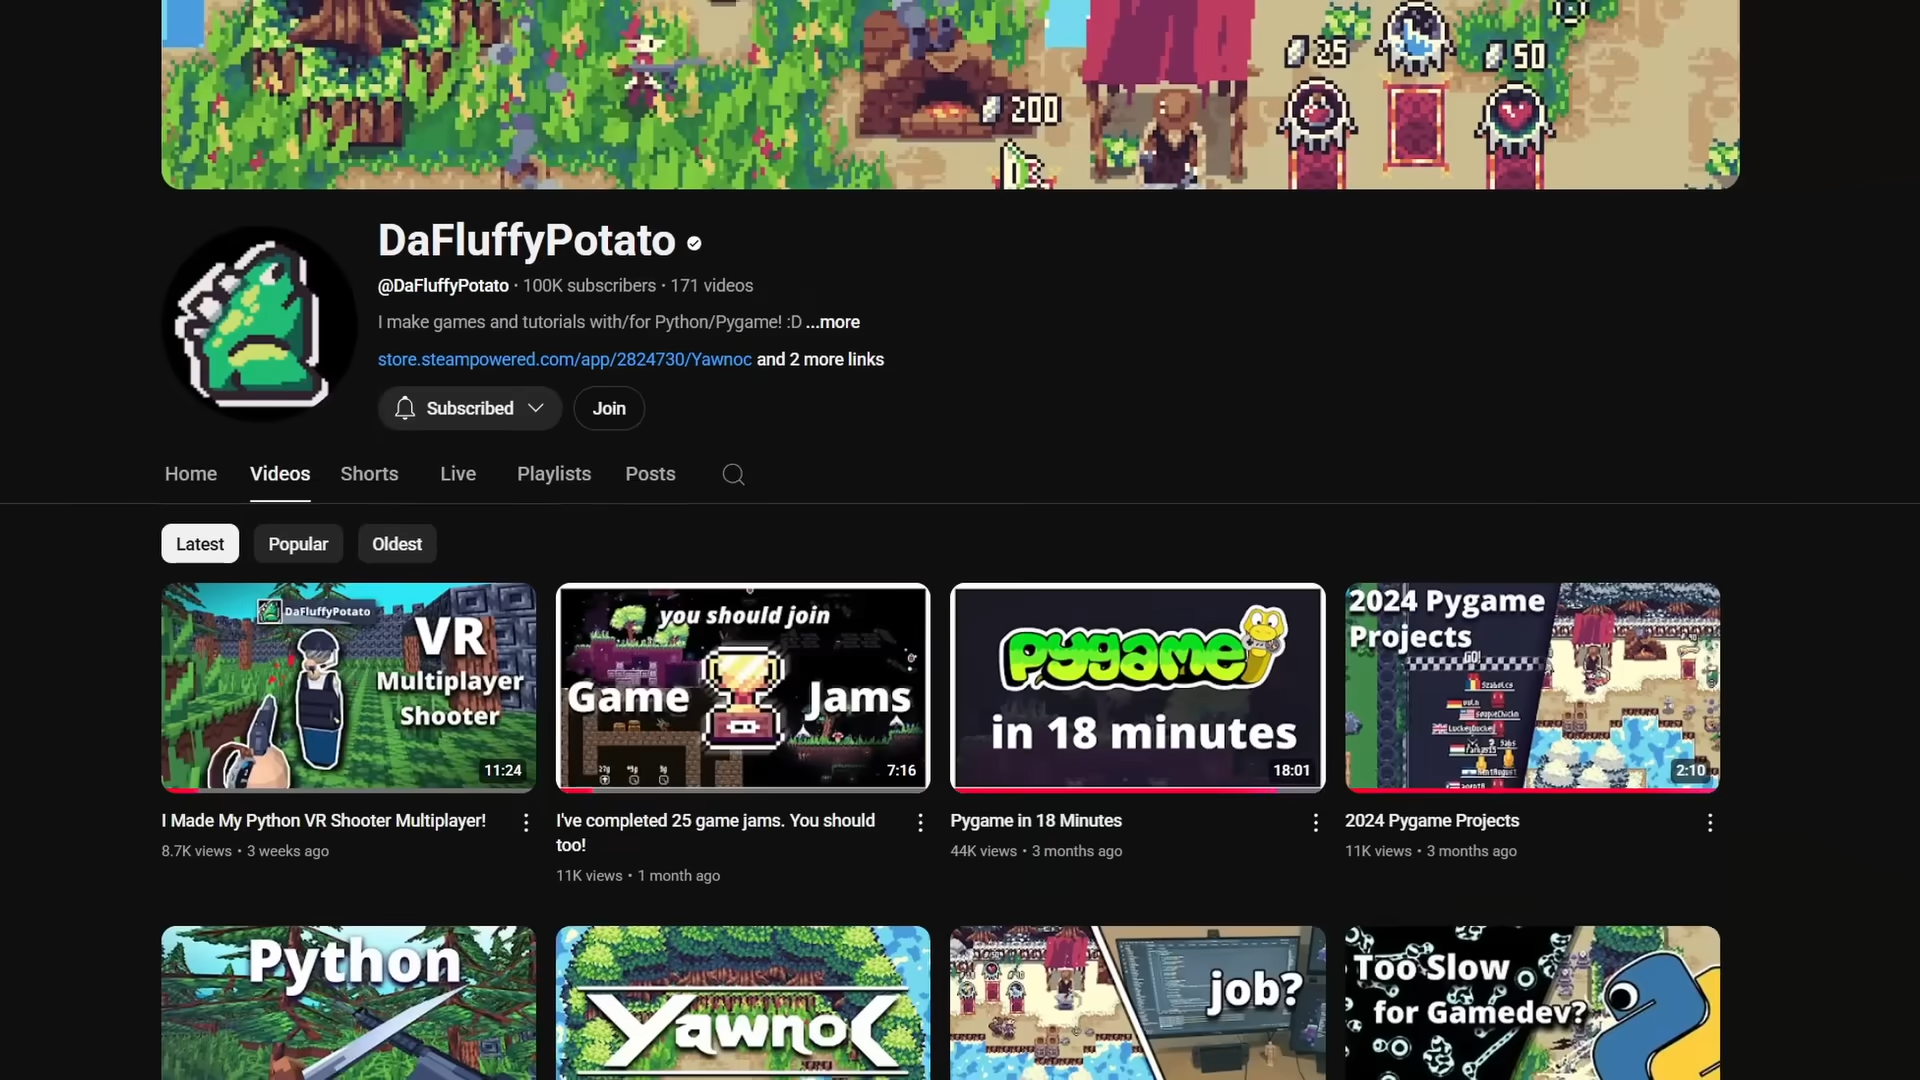 200
25
50
DaFluffyPotato
@DaFluffyPotato · 100K subscribers · 171 videos
I make games and tutorials with/for Python/Pygame! :D ...more
store.steampowered.com/app/2824730/Yawnoc and 2 more links
Subscribed
Join
Home
Videos
Shorts
Live
Playlists
Posts
Latest
Popular
Oldest
DaFluffyPotato
VR
Multiplayer
Shooter
11:24
you should join
Game Jams
7:16
pygame
in 18 minutes
18:01
2024 Pygame
Projects
GO!
2:10
I Made My Python VR Shooter Multiplayer!
8.7K views • 3 weeks ago
I've completed 25 game jams. You should
too!
11K views • 1 month ago
Pygame in 18 Minutes
44K views • 3 months ago
2024 Pygame Projects
11K views • 3 months ago
Python
Yawnoc
job?
Too Slow
for Gamedev?